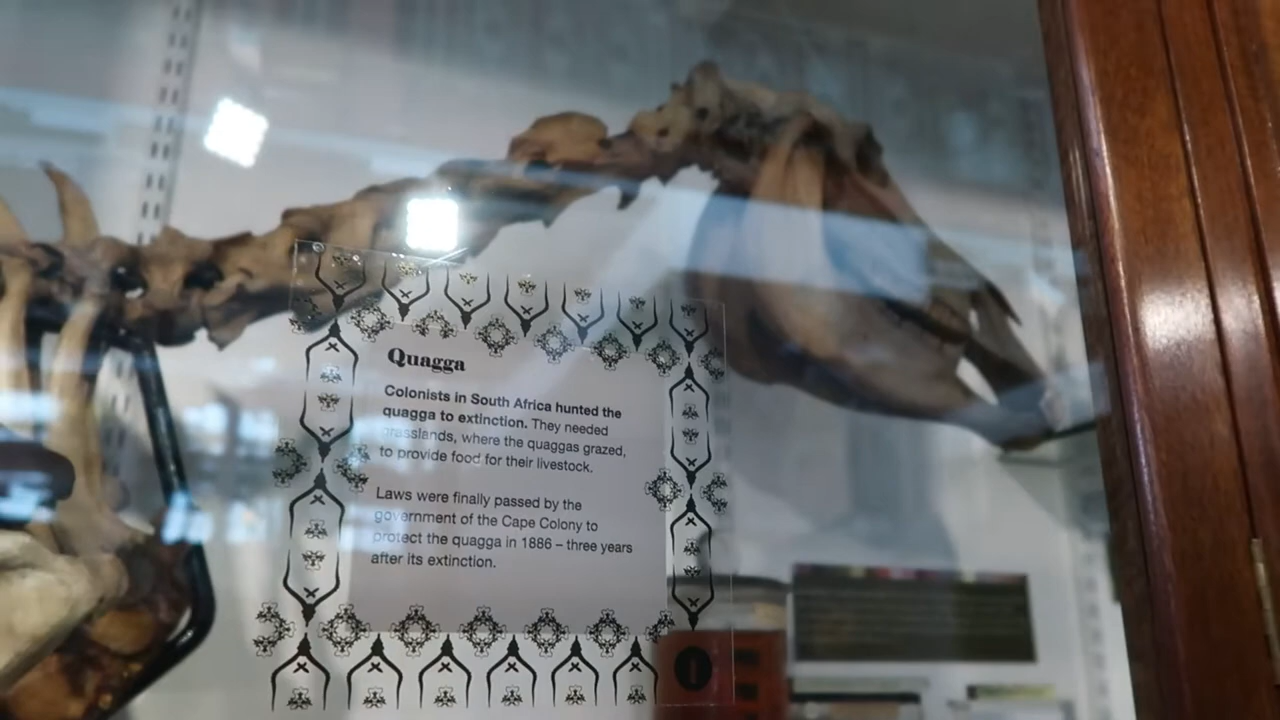 Quagga
Colonists in South Africa hunted the
quagga to extinction. They needed
grasslands, where the quaggas grazed,
to provide food for their livestock.
Laws were finally passed by the
government of the Cape Colony to
protect the quagga in 1886 – three years
after its extinction.